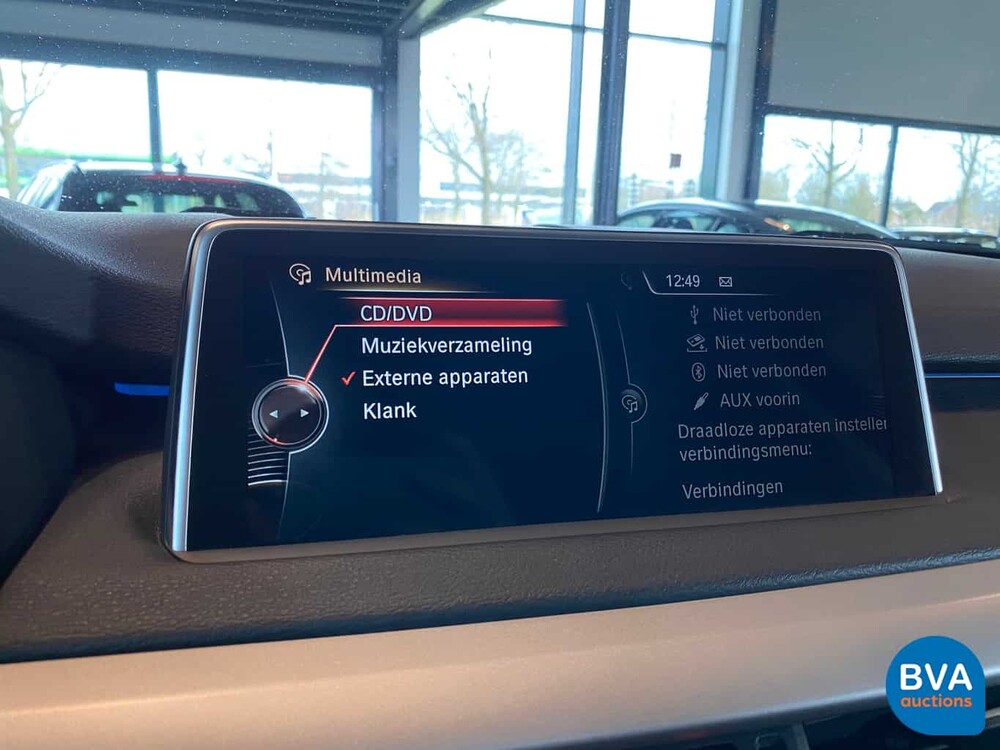 Multimedia
CD/DVD
Muziekverzameling
Externe apparaten
Klank
12:49
Niet verbonden
Niet verbonden
Niet verbonden
AUX voorin
Draadloze apparaten instellen
verbindingsmenu:
Verbindingen
BVA
auctions